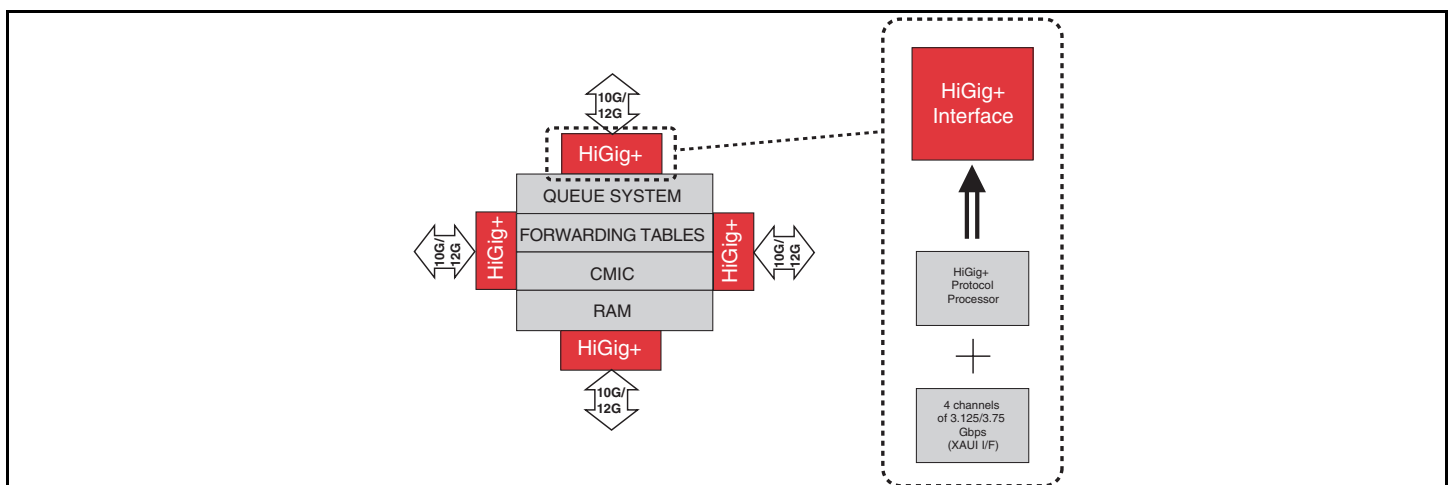 10G/
12G
HiGig+
QUEUE SYSTEM
FORWARDING TABLES
CMIC
RAM
HiGig+
10G/
12G
HiGig+
10G/
12G
HiGig+
10G/
12G
HiGig+
Interface
HiGig+
Protocol
Processor
4 channels
of 3.125/3.75
Gbps
(XAUI I/F)